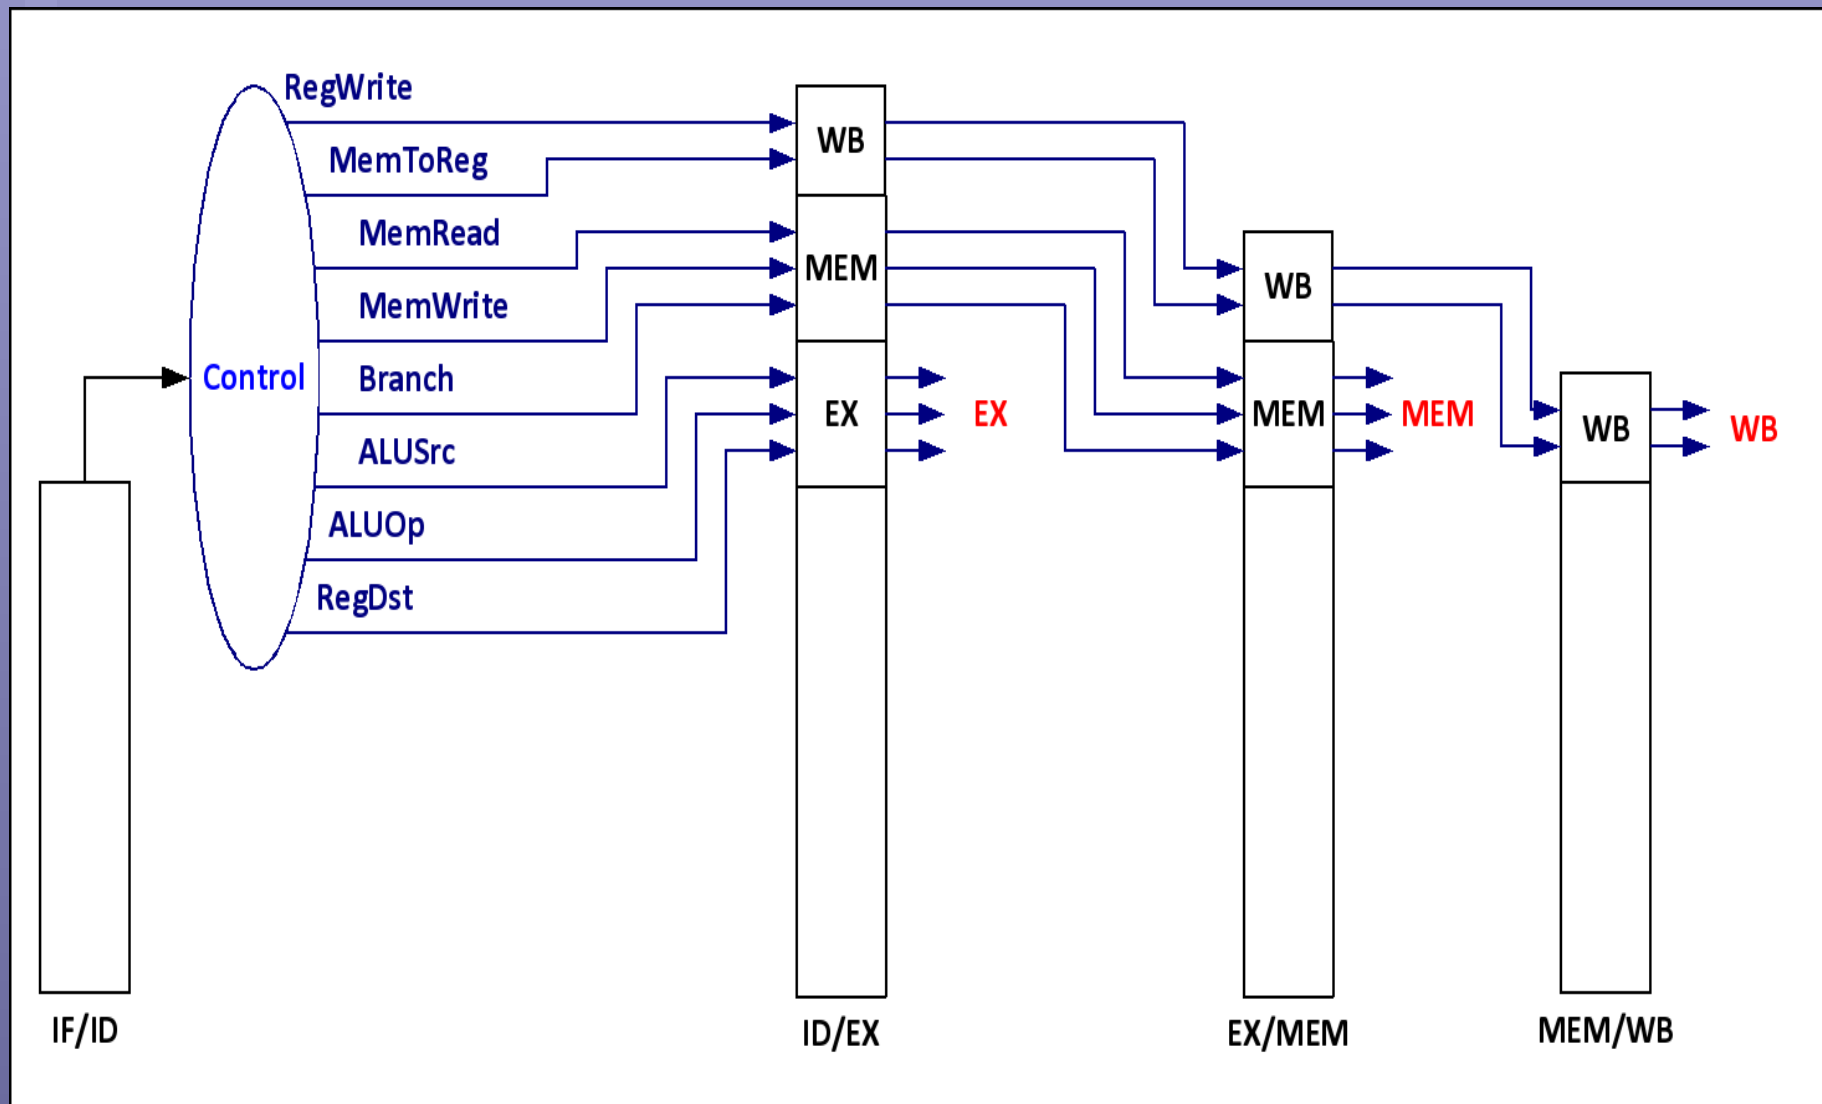 RegWrite
MemToReg
MemRead
MemWrite
Branch
ALUSrc
ALUOp
RegDst
Control
IF/ID
WB
MEM
EX
EX
ID/EX
WB
MEM
MEM
EX/MEM
WB
WB
MEM/WB